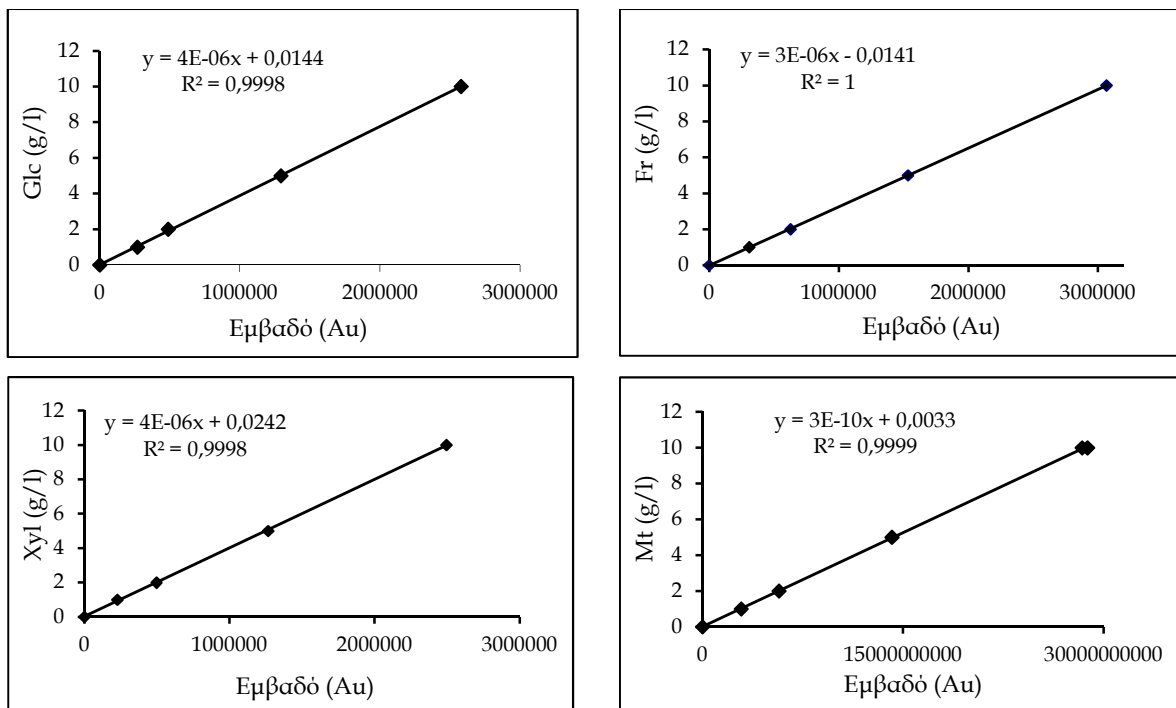 y = 4E-06x + 0,0144
R² = 0,9998
Glc (g/l)
12
10
8
6
4
2
0
0 1000000 2000000 3000000
Εμβαδό (Au)
y = 3E-06x - 0,0141
R² = 1
Fr (g/l)
12
10
8
6
4
2
0
0 1000000 2000000 3000000
Εμβαδό (Au)
y = 4E-06x + 0,0242
R² = 0,9998
Xyl (g/l)
12
10
8
6
4
2
0
0 1000000 2000000 3000000
Εμβαδό (Au)
y = 3E-10x + 0,0033
R² = 0,9999
Mt (g/l)
12
10
8
6
4
2
0
0 15000000000 30000000000
Εμβαδό (Au)